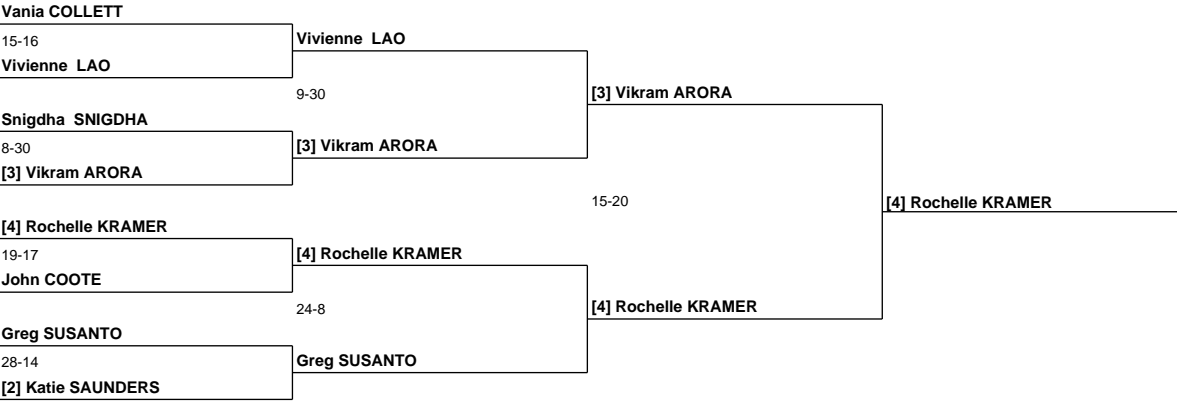 Vania COLLETT
15-16
Vivienne LAO
Vivienne LAO
9-30
Snigdha SNIGDHA
8-30
[3] Vikram ARORA
[3] Vikram ARORA
[3] Vikram ARORA
15-20
[4] Rochelle KRAMER
[4] Rochelle KRAMER
19-17
John COOTE
[4] Rochelle KRAMER
24-8
[4] Rochelle KRAMER
Greg SUSANTO
28-14
[2] Katie SAUNDERS
Greg SUSANTO